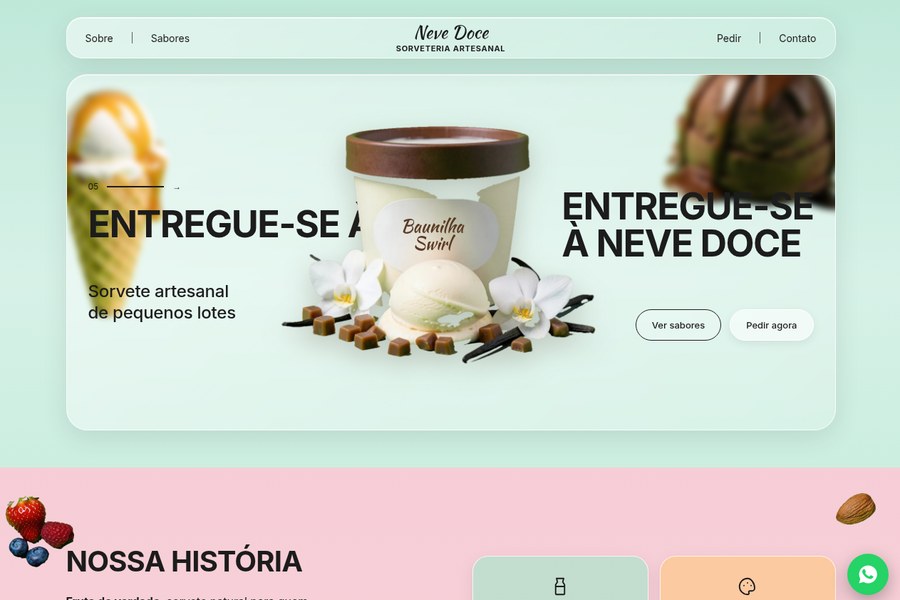 Sobre
Sabores
Neve Doce
SORVETERIA ARTESANAL
Pedir
Contato
05
→
ENTREGUE-SE À
Sorvete artesanal
de pequenos lotes
Baunilha
Swirl
ENTREGUE-SE
À NEVE DOCE
Ver sabores
Pedir agora
NOSSA HISTÓRIA